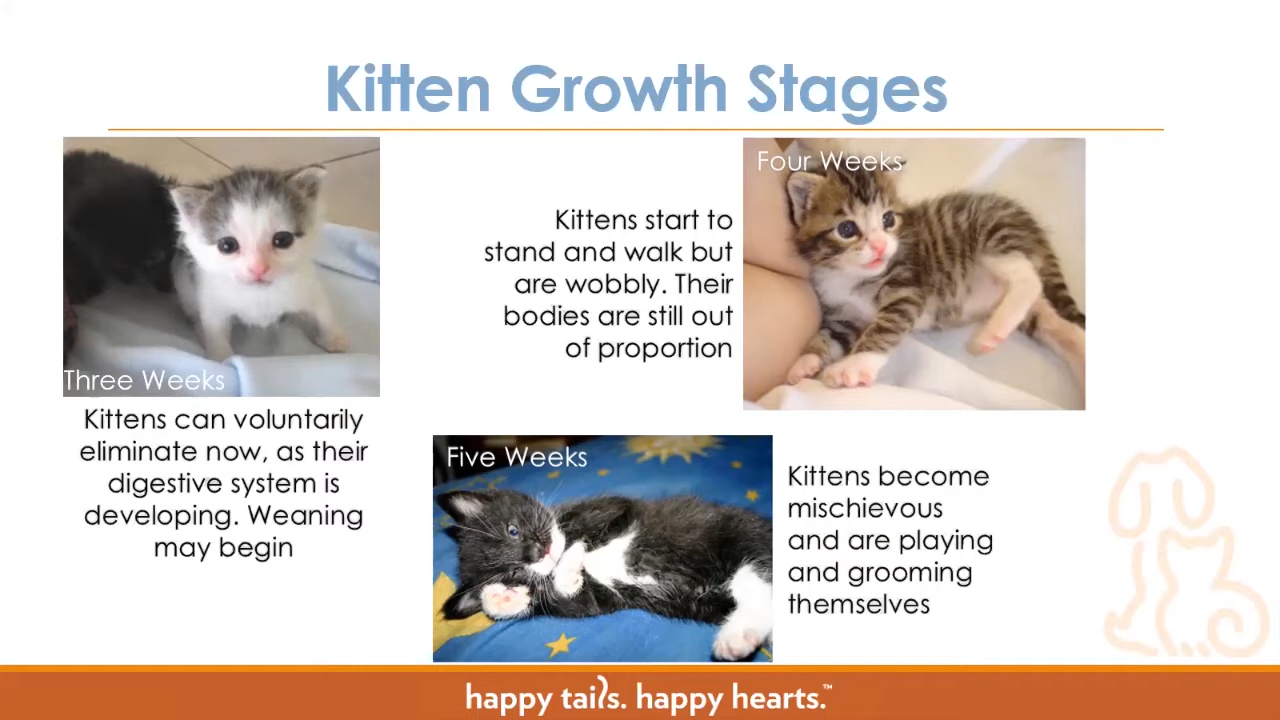 Kitten Growth Stages
Three Weeks
Kittens can voluntarily
eliminate now, as their
digestive system is
developing. Weaning
may begin
Four Weeks
Kittens start to
stand and walk but
are wobbly. Their
bodies are still out
of proportion
Five Weeks
Kittens become
mischievous
and are playing
and grooming
themselves
happy tails. happy hearts.™